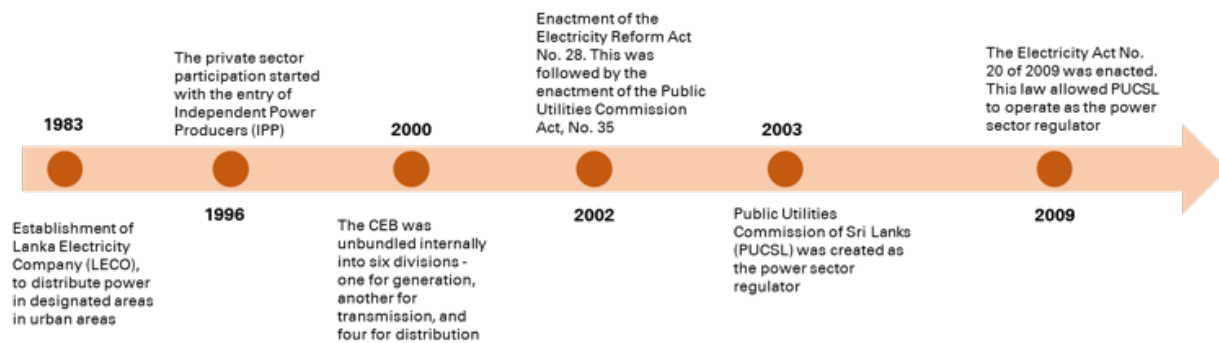 1983
Establishment of
Lanka Electricity
Company (LECO),
to distribute power
in designated areas
in urban areas
The private sector
participation started
with the entry of
Independent Power
Producers (IPP)
1996
2000
The CEB was
unbundled internally
into six divisions -
one for generation,
another for
transmission, and
four for distribution
Enactment of the
Electricity Reform Act
No. 28. This was
followed by the
enactment of the Public
Utilities Commission
Act, No. 35
2002
2003
Public Utilities
Commission of Sri Lanks
(PUCSL) was created as
the power sector
regulator
The Electricity Act No.
20 of 2009 was enacted.
This law allowed PUCSL
to operate as the power
sector regulator
2009